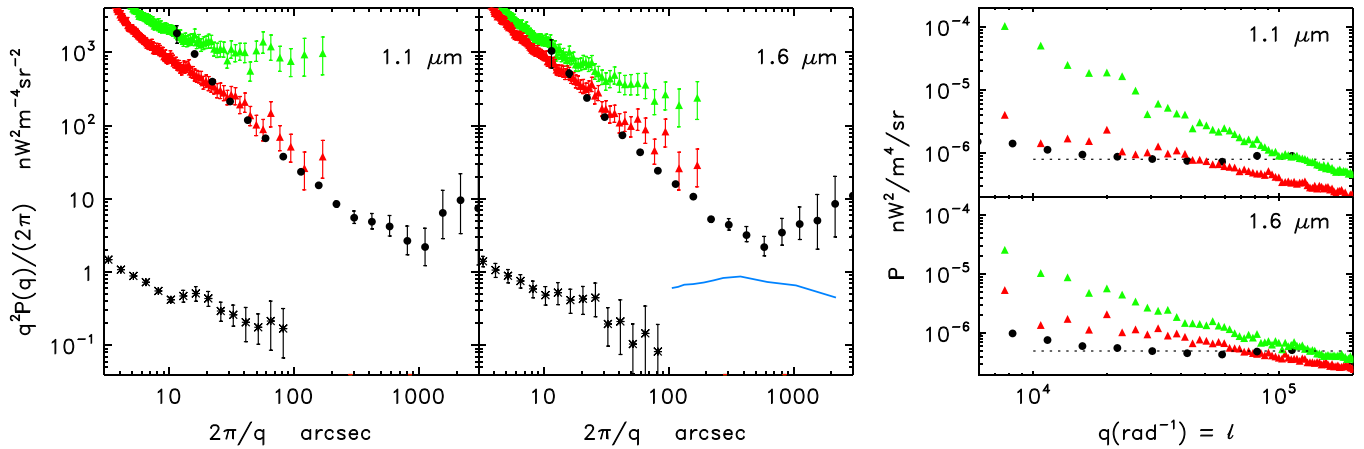 q²P(q)/(2π) nW²m⁻⁴sr⁻²
10³
10²
10
1
10⁻¹
1.1 μm
1.6 μm
10 100 1000
10 100 1000
2π/q arcsec
2π/q arcsec
P nW²/m⁴/sr
10⁻⁴
10⁻⁵
10⁻⁶
1.1 μm
10⁻⁴
10⁻⁵
10⁻⁶
1.6 μm
10⁴ 10⁵
q(rad⁻¹) = l